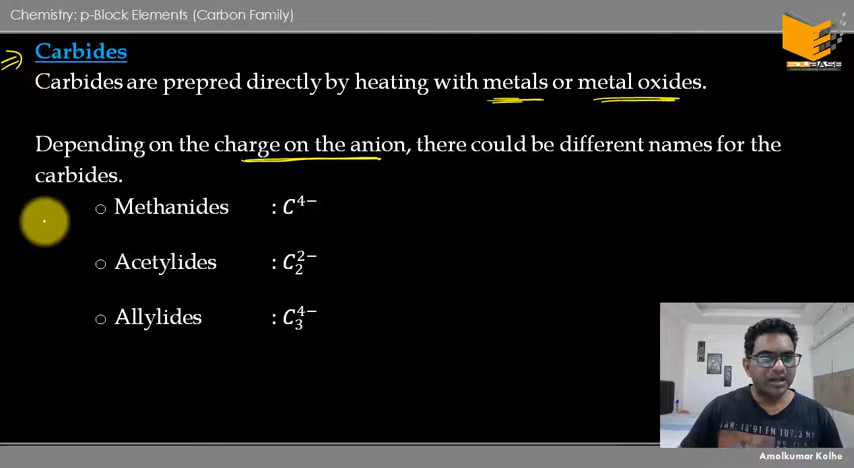 Chemistry: p-Block Elements (Carbon Family)
Carbides
Carbides are prepred directly by heating with metals or metal oxides.
Depending on the charge on the anion, there could be different names for the
carbides.
○ Methanides : C⁴⁻
○ Acetylides : C₂²⁻
○ Allylides : C₃⁴⁻
EDUBASE
Amolkumar Kolhe